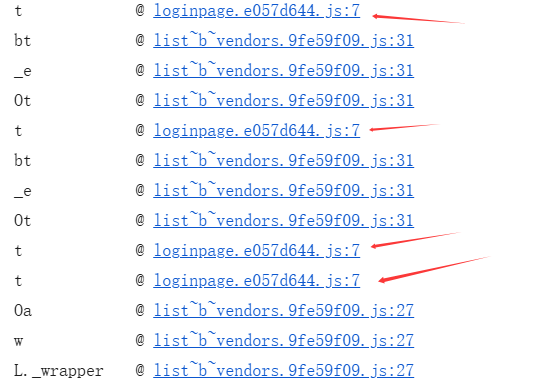 t @ loginpage.e057d644.js:7
bt @ list~b~vendors.9fe59f09.js:31
_e @ list~b~vendors.9fe59f09.js:31
Ot @ list~b~vendors.9fe59f09.js:31
t @ loginpage.e057d644.js:7
bt @ list~b~vendors.9fe59f09.js:31
_e @ list~b~vendors.9fe59f09.js:31
Ot @ list~b~vendors.9fe59f09.js:31
t @ loginpage.e057d644.js:7
t @ loginpage.e057d644.js:7
Oa @ list~b~vendors.9fe59f09.js:27
w @ list~b~vendors.9fe59f09.js:27
L._wrapper @ list~b~vendors.9fe59f09.js:27